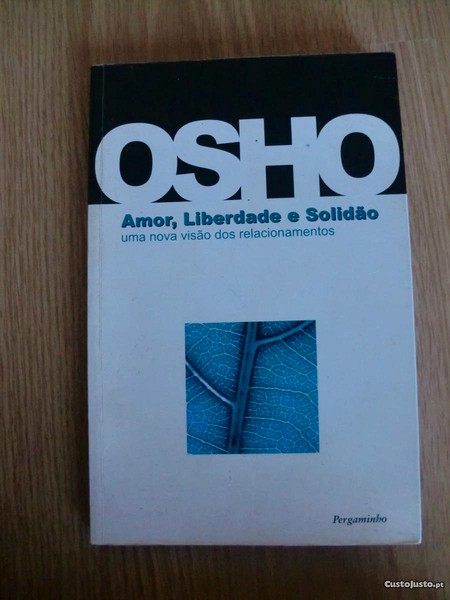 OSHO
Amor, Liberdade e Solidão
uma nova visão dos relacionamentos
Pergaminho
CustoJusto.pt